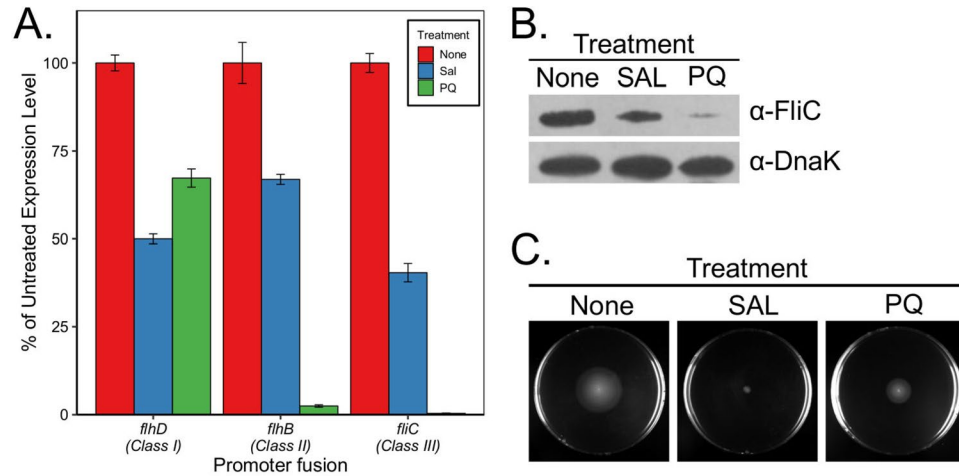 A.
% of Untreated Expression Level
100
75
50
25
0
Treatment
None
Sal
PQ
flhD
(Class I)
flhB
(Class II)
fliC
(Class III)
Promoter fusion
B.
Treatment
None SAL PQ
α-FliC
α-DnaK
C.
Treatment
None SAL PQ